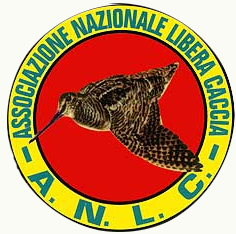 ASSOCIAZIONE NAZIONALE LIBERA CACCIA
- A. N. L. C. -